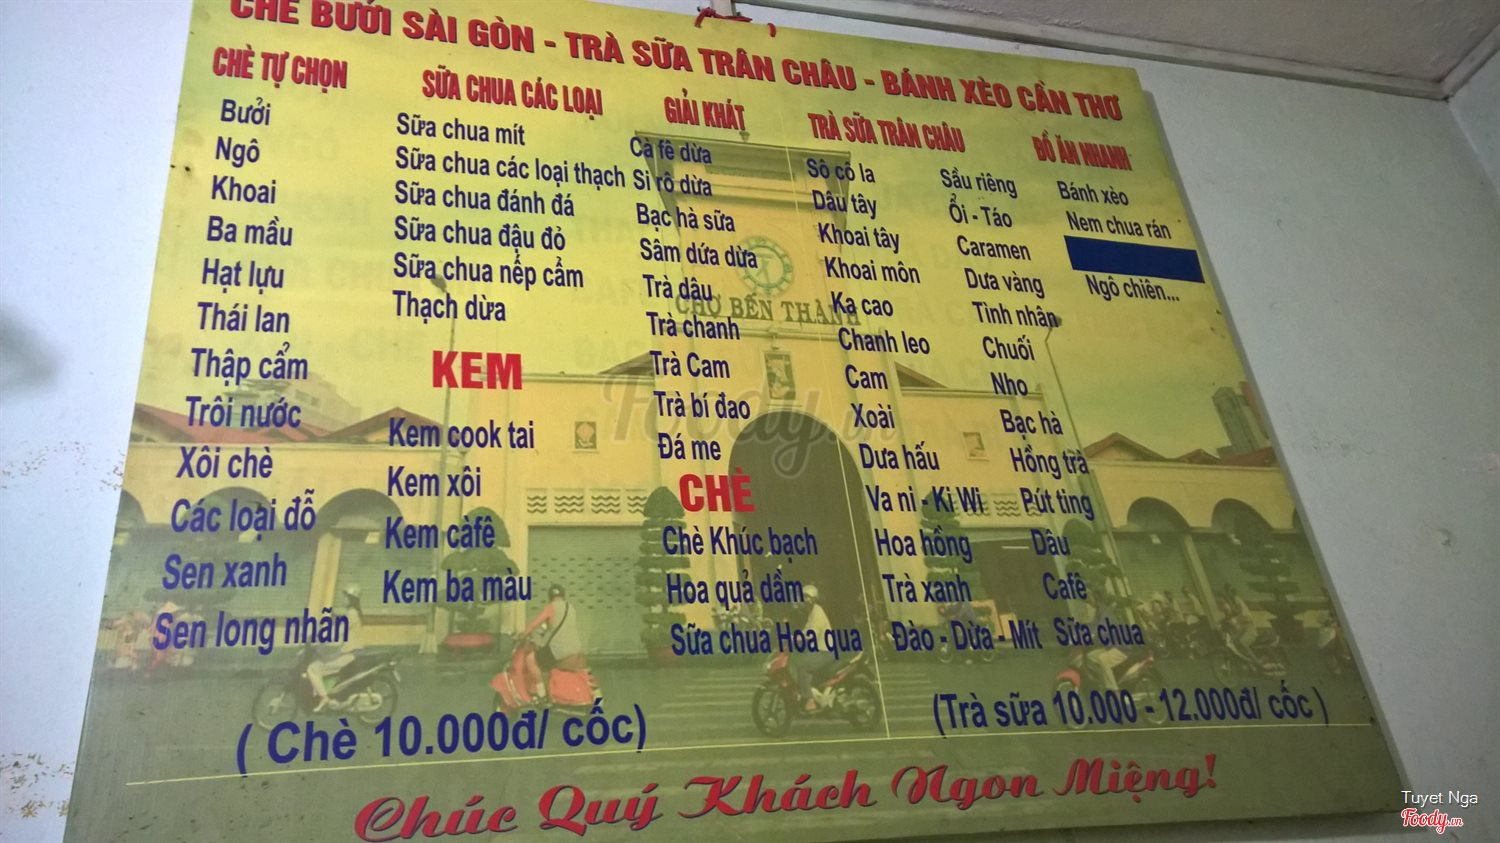 CHÈ BƯỞI SÀI GÒN - TRÀ SỮA TRÂN CHÂU - BÁNH XÈO CẦN THƠ
CHÈ TỰ CHỌN
Bưởi
Ngô
Khoai
Ba mầu
Hạt lựu
Thái lan
Thập cẩm
Trôi nước
Xôi chè
Các loại đỗ
Sen xanh
Sen long nhãn
SỮA CHUA CÁC LOẠI
Sữa chua mít
Sữa chua các loại thạch
Sữa chua đánh đá
Sữa chua đậu đỏ
Sữa chua nếp cẩm
Thạch dừa
KEM
Kem cook tai
Kem xôi
Kem càfê
Kem ba màu
GIẢI KHÁT
Cà fê dừa
Si rô dừa
Bạc hà sữa
Sâm dứa dừa
Trà dâu
Trà chanh
Trà Cam
Trà bí đao
Đá me
CHÈ
Chè Khúc bạch
Hoa quả dầm
Sữa chua Hoa qua
TRÀ SỮA TRÂN CHÂU
Sô cô la
Dâu tây
Khoai tây
Khoai môn
Ka cao
Chanh leo
Cam
Xoài
Dưa hấu
Va ni - Ki Wi
Hoa hồng
Trà xanh
Đào - Dừa - Mít
Sầu riêng
Ổi - Táo
Caramen
Dưa vàng
Tình nhân
Chuối
Nho
Bạc hà
Hồng trà
Pút ting
Dâu
Café
Sữa chua
ĐỒ ĂN NHANH
Bánh xèo
Nem chua rán
Ngô chiên...
CHỢ BẾN THÀNH
( Chè 10.000đ/ cốc)
(Trà sữa 10.000 - 12.000đ/ cốc )
Chúc Quý Khách Ngon Miệng!
Foody.vn
Tuyet Nga
Foody.vn